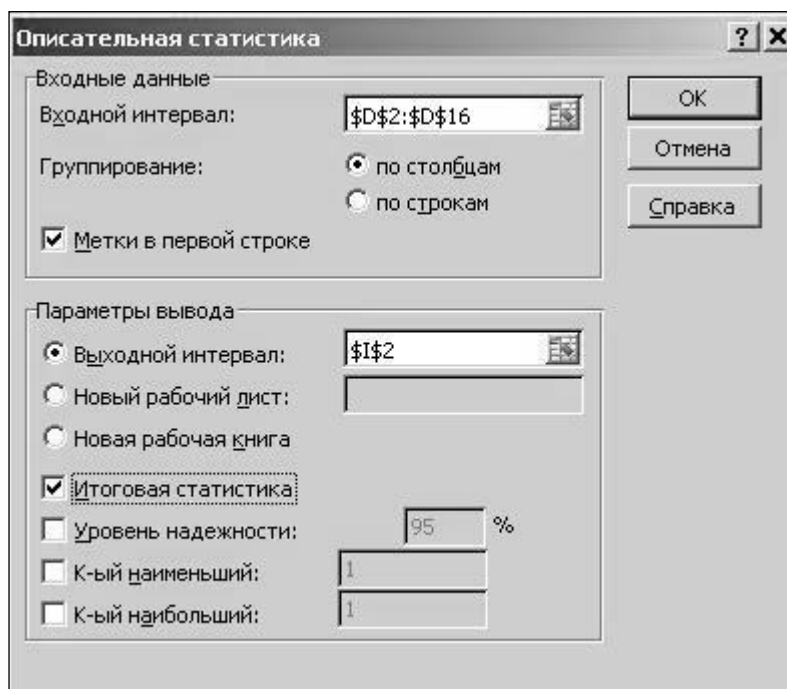 Описательная статистика
Входные данные
Входной интервал: $D$2:$D$16
Группирование: по столбцам
по строкам
Метки в первой строке
OK
Отмена
Справка
Параметры вывода
Выходной интервал: $I$2
Новый рабочий лист:
Новая рабочая книга
Итоговая статистика
Уровень надежности: 95 %
К-ый наименьший: 1
К-ый наибольший: 1